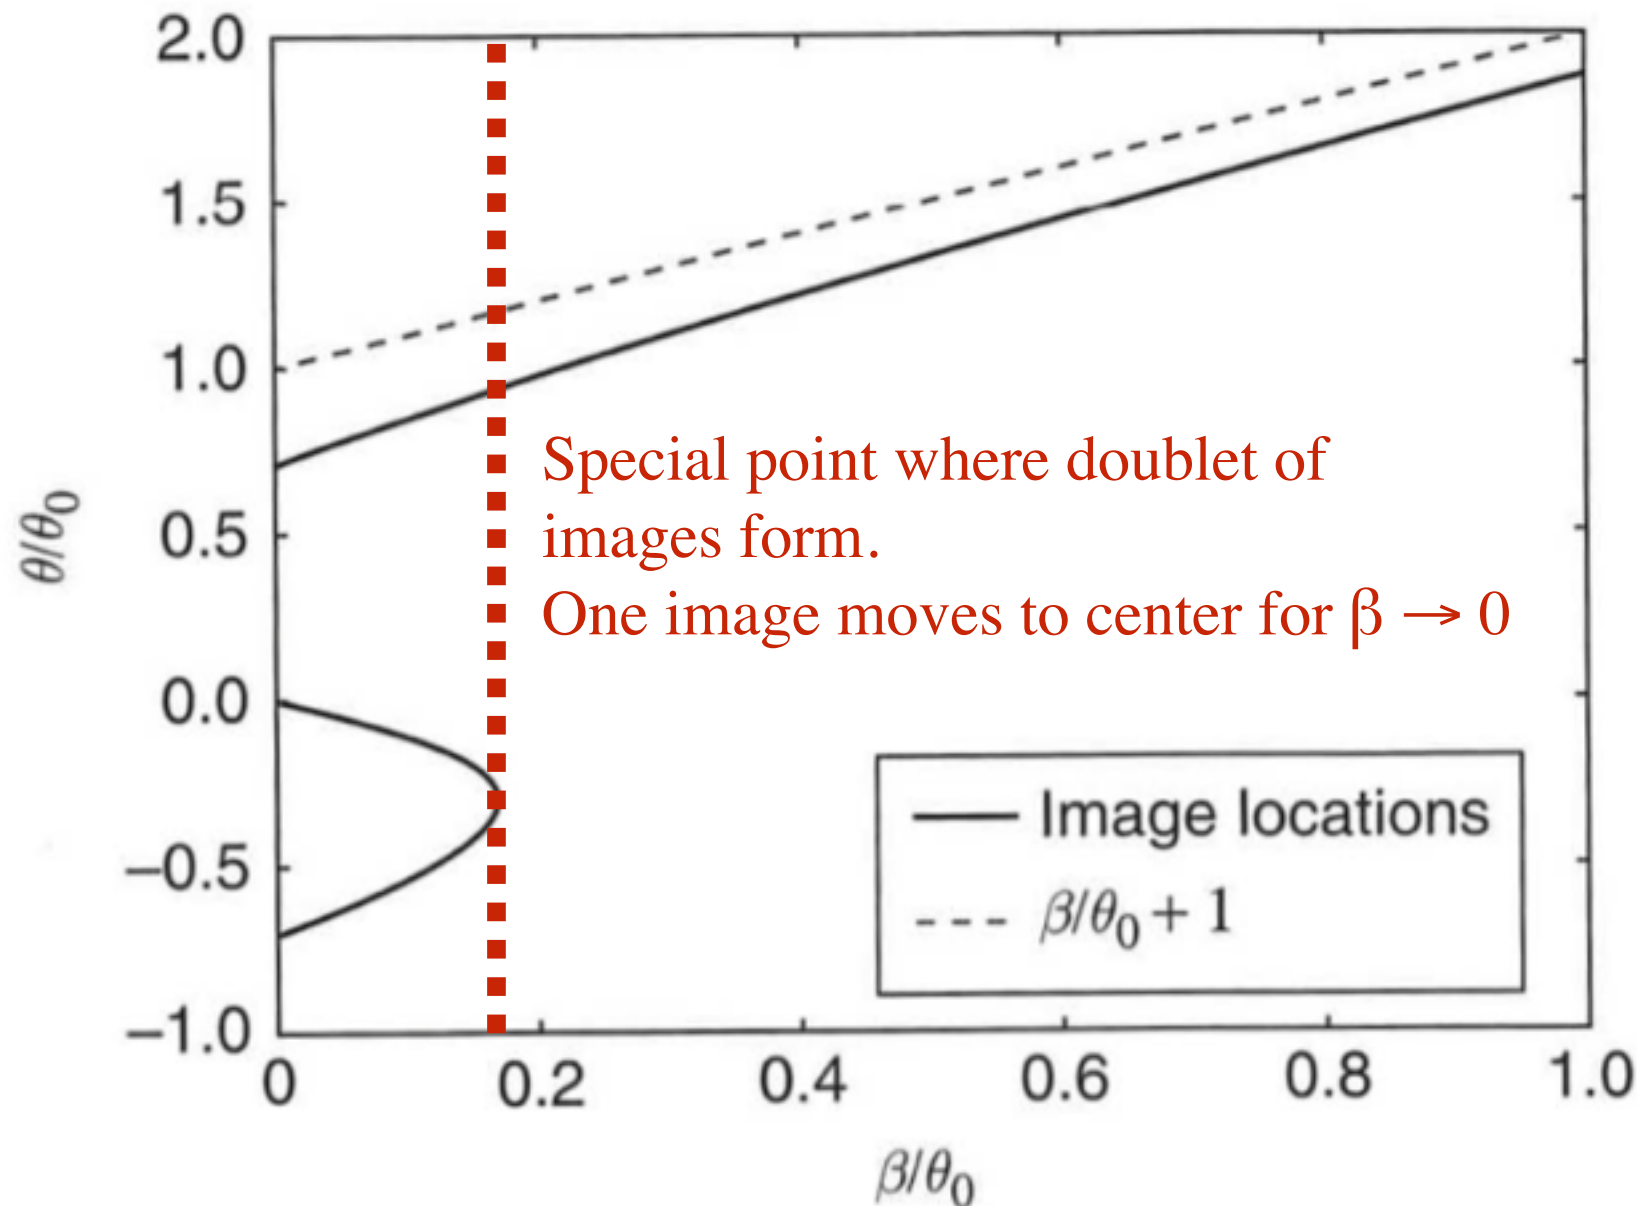 2.0
1.5
1.0
0.5
0.0
−0.5
−1.0
θ/θ₀
Special point where doublet of
images form.
One image moves to center for β → 0
Image locations
β/θ₀ + 1
0 0.2 0.4 0.6 0.8 1.0
β/θ₀